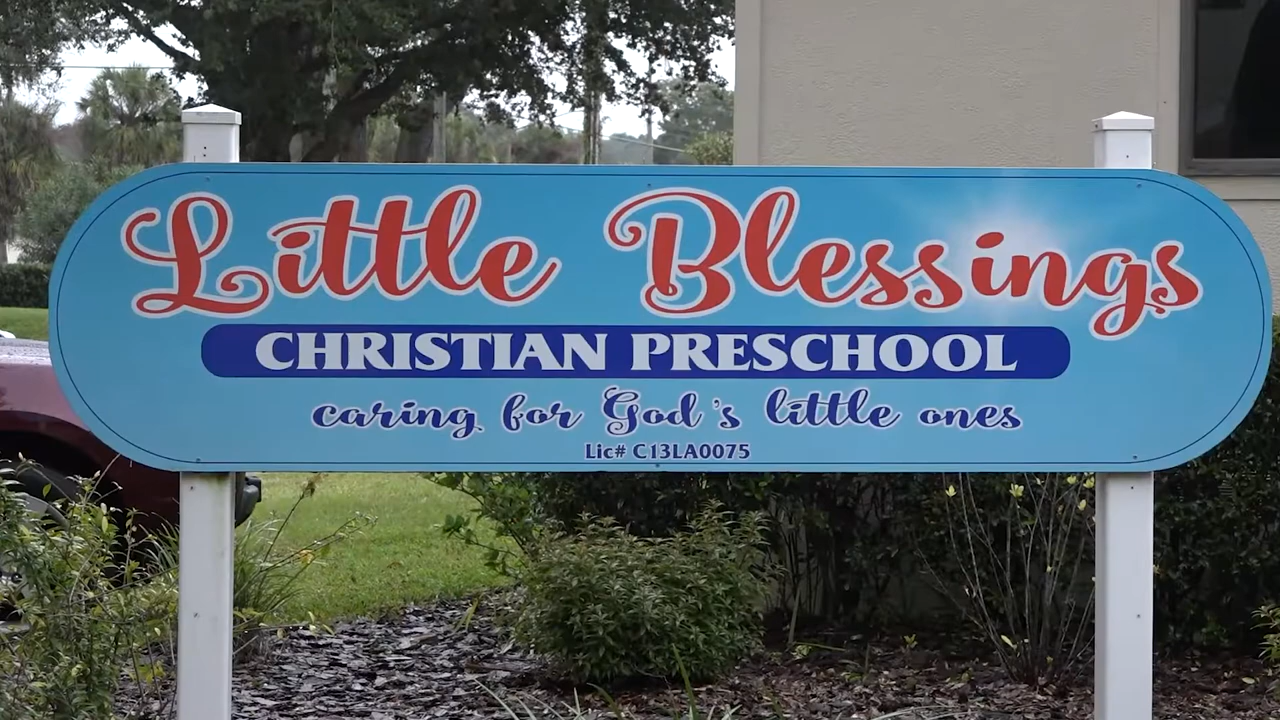 Little Blessings
CHRISTIAN PRESCHOOL
caring for God's little ones
Lic# C13LA0075